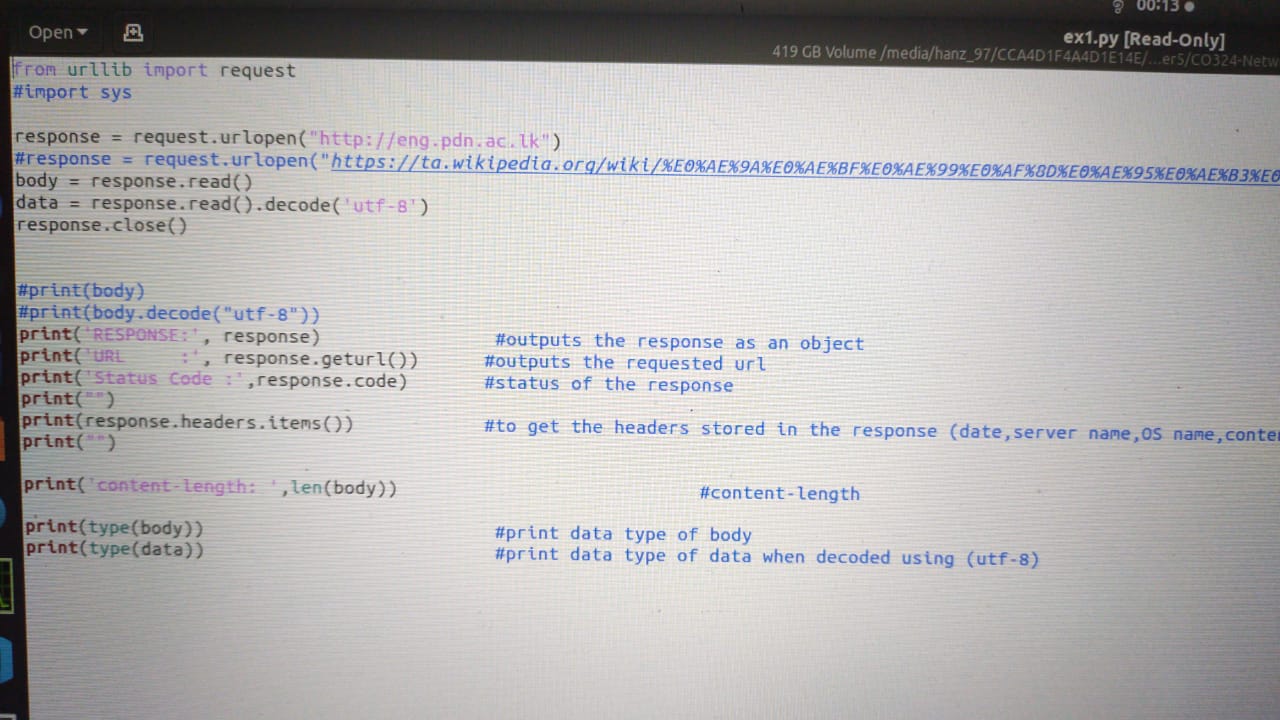 00:13
Open
ex1.py [Read-Only]
419 GB Volume /media/hanz_97/CCA4D1F4A4D1E14E/...er5/CO324-Netw
from urllib import request
#import sys
response = request.urlopen("http://eng.pdn.ac.lk")
#response = request.urlopen("https://ta.wikipedia.org/wiki/%E0%AE%9A%E0%AE%BF%E0%AE%99%E0%AF%8D%E0%AE%95%E0%AE%B3%E0
body = response.read()
data = response.read().decode('utf-8')
response.close()
#print(body)
#print(body.decode("utf-8"))
print('RESPONSE:', response) #outputs the response as an object
print('URL :', response.geturl()) #outputs the requested url
print('Status Code :',response.code) #status of the response
print("")
print(response.headers.items()) #to get the headers stored in the response (date,server name,OS name,conte
print("")
print('content-length: ',len(body)) #content-length
print(type(body)) #print data type of body
print(type(data)) #print data type of data when decoded using (utf-8)